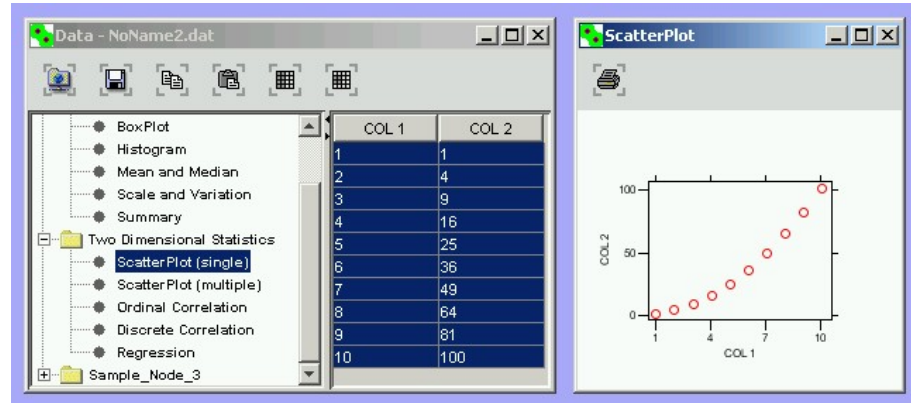 Data - NoName2.dat
BoxPlot
Histogram
Mean and Median
Scale and Variation
Summary
Two Dimensional Statistics
ScatterPlot (single)
ScatterPlot (multiple)
Ordinal Correlation
Discrete Correlation
Regression
Sample_Node_3
COL 1 COL 2
1 1
2 4
3 9
4 16
5 25
6 36
7 49
8 64
9 81
10 100
ScatterPlot
100
50
0
COL 2
1 4 7 10
COL 1